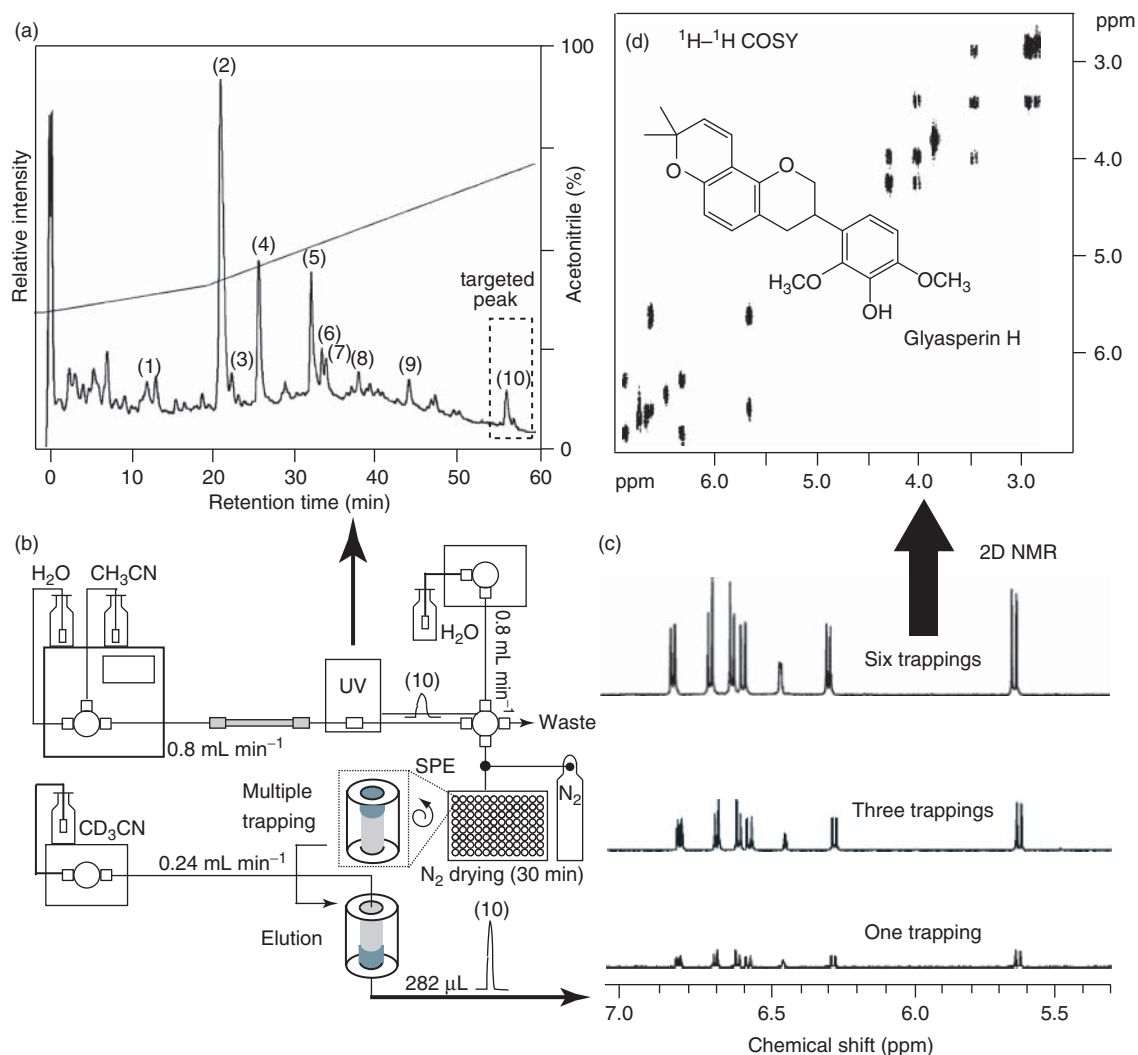 (a)
100
(2)
(4)
(5)
targeted
peak
(6)
(7)
(1)
(3)
(8)
(9)
(10)
0
Relative intensity
Acetonitrile (%)
0 10 20 30 40 50 60
Retention time (min)
(d) ¹H–¹H COSY
ppm
3.0
4.0
5.0
6.0
O
O
H₃CO
OCH₃
OH
Glyasperin H
ppm 6.0 5.0 4.0 3.0
(b)
H₂O CH₃CN
H₂O
0.8 mL min⁻¹
UV
(10)
Waste
0.8 mL min⁻¹
SPE
N₂
Multiple
trapping
CD₃CN
0.24 mL min⁻¹
N₂ drying (30 min)
Elution
(10)
282 μL
(c)
2D NMR
Six trappings
Three trappings
One trapping
7.0 6.5 6.0 5.5
Chemical shift (ppm)